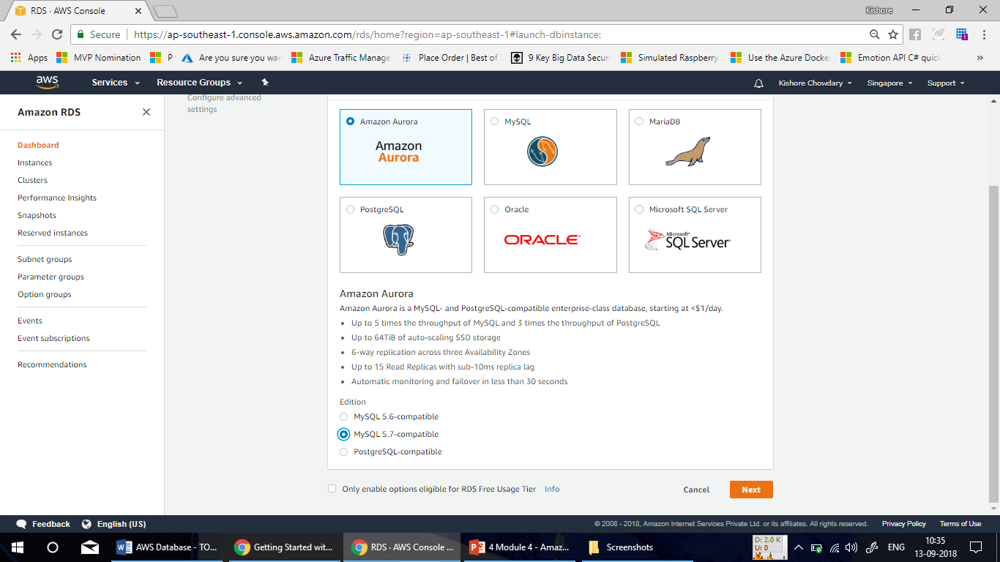 RDS · AWS Console
Kishore
Secure
https://ap-southeast-1.console.aws.amazon.com/rds/home?region=ap-southeast-1#launch-dbinstance:
Apps
MVP Nomination
P
Are you sure you wan
Azure Traffic Manage
Place Order | Best of
9 Key Big Data Securi
Simulated Raspberry
Use the Azure Docke
Emotion API C# quick
»
aws
Services
Resource Groups
Kishore Chowdary
Singapore
Support
Amazon RDS
Dashboard
Instances
Clusters
Performance Insights
Snapshots
Reserved instances
Subnet groups
Parameter groups
Option groups
Events
Event subscriptions
Recommendations
Configure advanced
settings
Amazon Aurora
Amazon
Aurora
MySQL
MariaDB
PostgreSQL
Oracle
ORACLE
Microsoft SQL Server
Microsoft
SQL Server
Amazon Aurora
Amazon Aurora is a MySQL- and PostgreSQL-compatible enterprise-class database, starting at <$1/day.
• Up to 5 times the throughput of MySQL and 3 times the throughput of PostgreSQL
• Up to 64TiB of auto-scaling SSD storage
• 6-way replication across three Availability Zones
• Up to 15 Read Replicas with sub-10ms replica lag
• Automatic monitoring and failover in less than 30 seconds
Edition
MySQL 5.6-compatible
MySQL 5.7-compatible
PostgreSQL-compatible
Only enable options eligible for RDS Free Usage Tier
Info
Cancel
Next
Feedback
English (US)
© 2008 - 2018, Amazon Internet Services Private Ltd. or its affiliates. All rights reserved.
Privacy Policy
Terms of Use
AWS Database - TO...
Getting Started wit...
RDS · AWS Console ...
4 Module 4 - Amaz...
Screenshots
D: 2.0 K
U: 0
ENG
10:35
13-09-2018